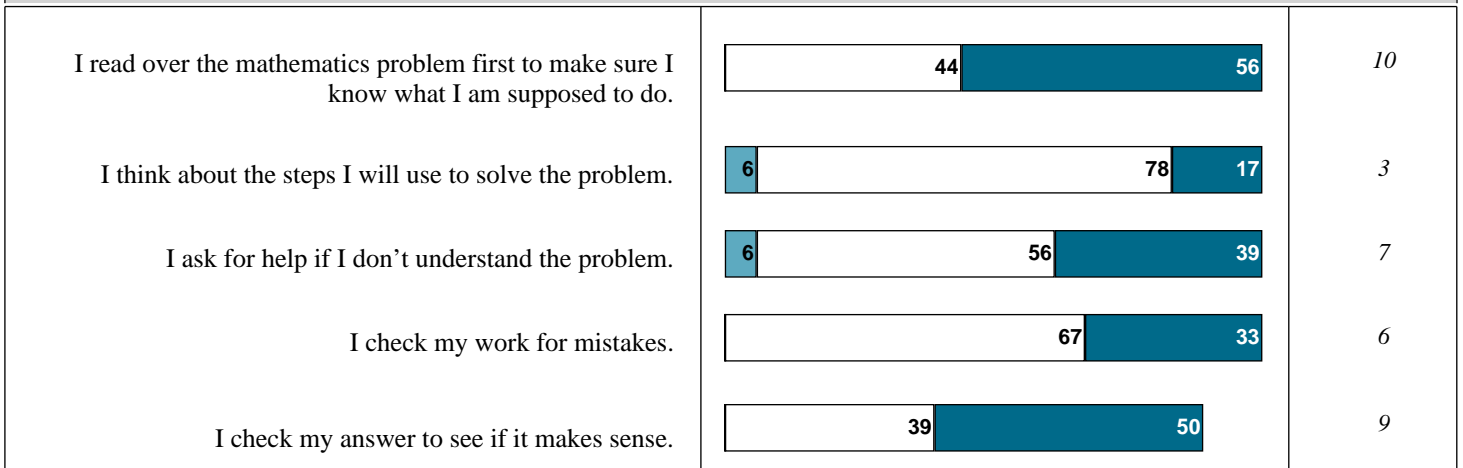 I read over the mathematics problem first to make sure I
know what I am supposed to do.
44 56 10
I think about the steps I will use to solve the problem.
6 78 17 3
I ask for help if I don’t understand the problem.
6 56 39 7
I check my work for mistakes.
67 33 6
I check my answer to see if it makes sense.
39 50 9